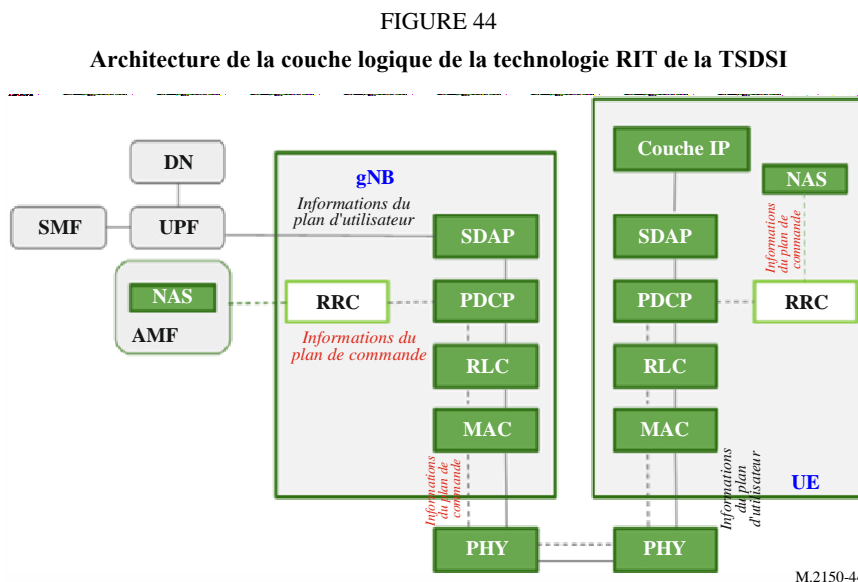 FIGURE 44
Architecture de la couche logique de la technologie RIT de la TSDSI
DN
SMF
UPF
NAS
AMF
gNB
Informations du
plan d'utilisateur
SDAP
RRC
PDCP
Informations du
plan de commande
RLC
MAC
Informations
du plan de
commande
PHY
Couche IP
NAS
Informations
du plan de
commande
SDAP
PDCP
RRC
RLC
MAC
Informations
du plan
d'utilisateur
UE
PHY